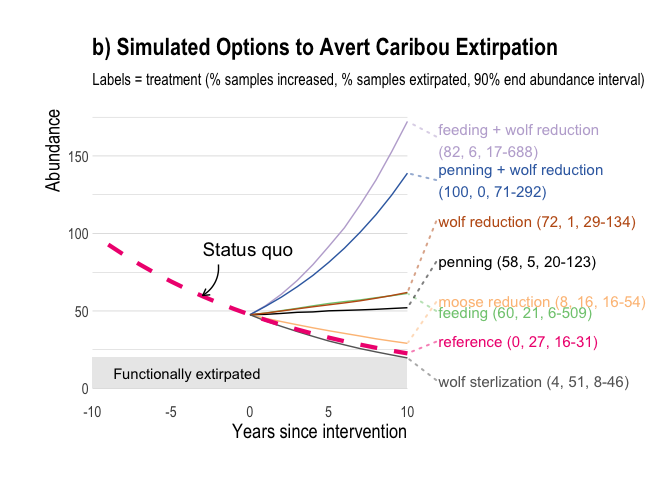 b) Simulated Options to Avert Caribou Extirpation
Labels = treatment (% samples increased, % samples extirpated, 90% end abundance interval)
Abundance
150
100
50
0
Status quo
Functionally extirpated
feeding + wolf reduction
(82, 6, 17-688)
penning + wolf reduction
(100, 0, 71-292)
wolf reduction (72, 1, 29-134)
penning (58, 5, 20-123)
moose reduction (8, 16, 16-54)
feeding (60, 21, 6-509)
reference (0, 27, 16-31)
wolf sterlization (4, 51, 8-46)
-10 -5 0 5 10
Years since intervention